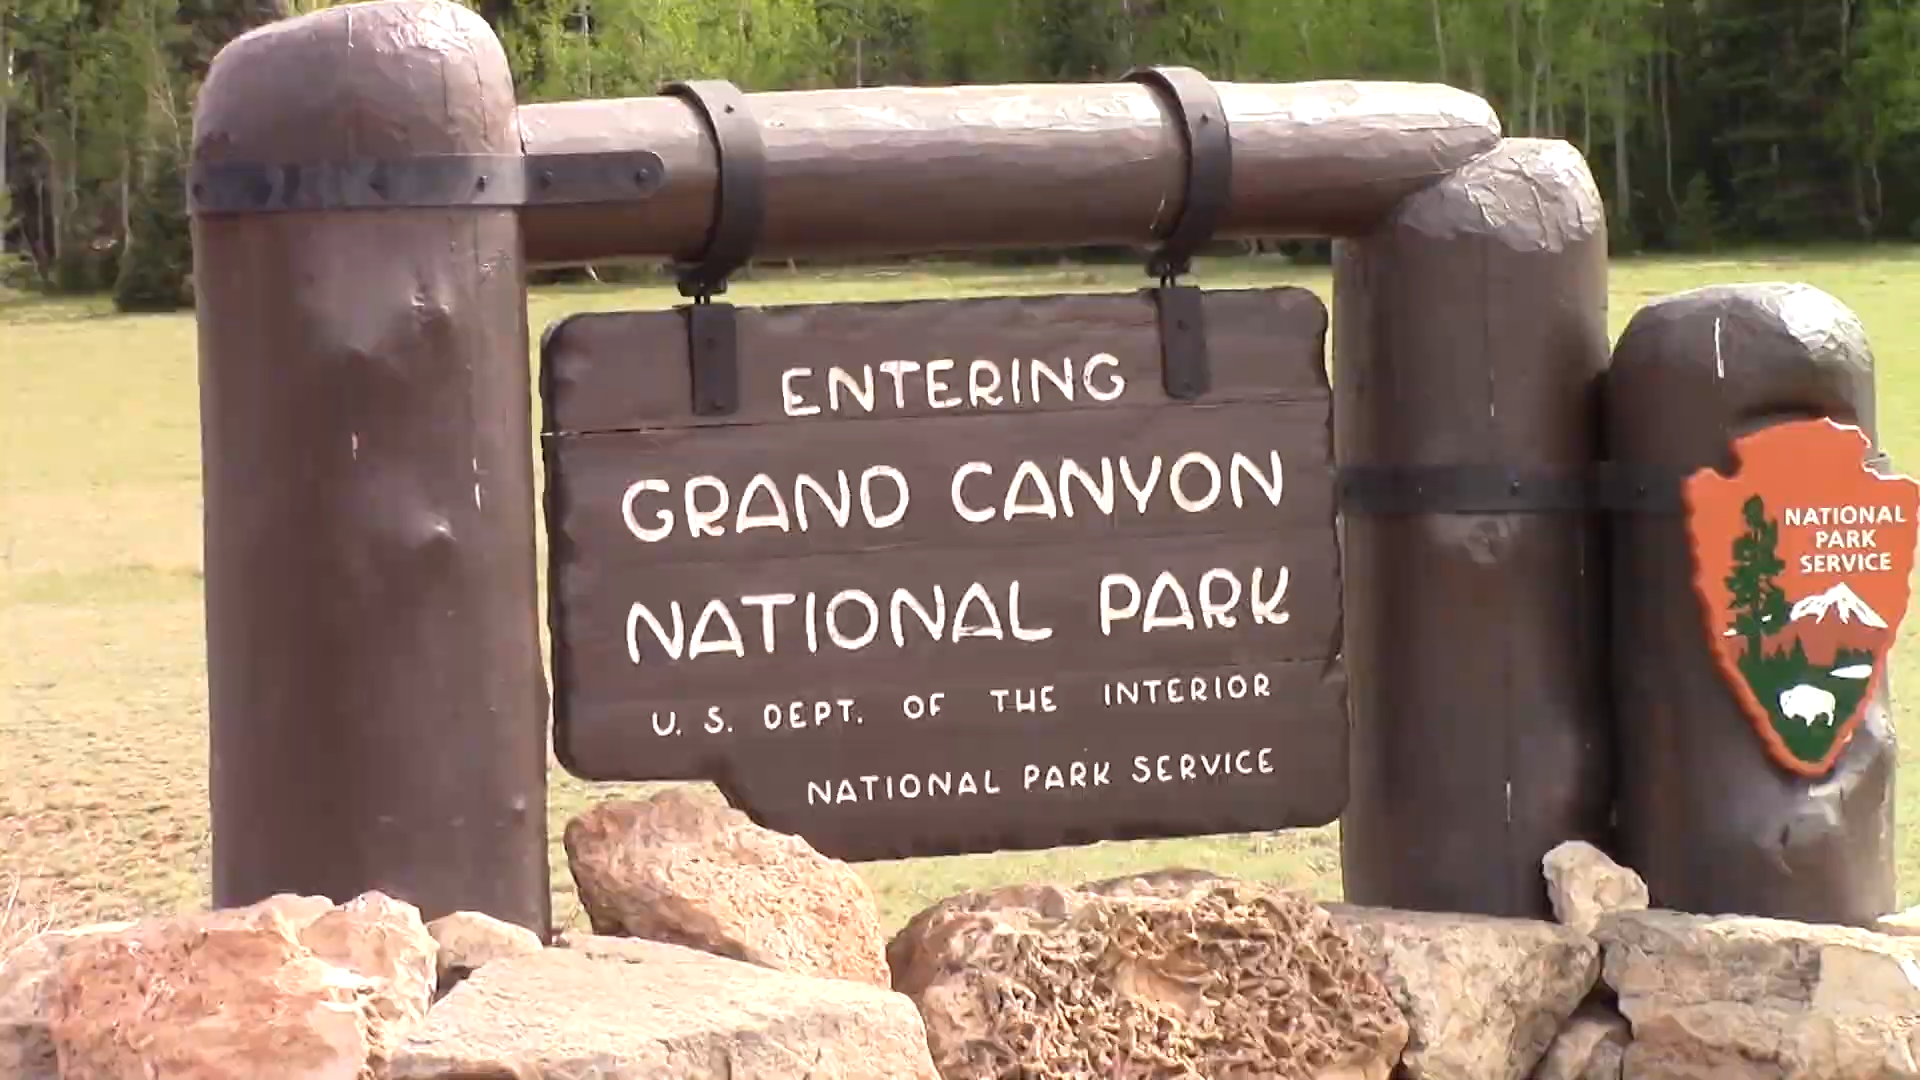 ENTERING
GRAND CANYON
NATIONAL PARK
U. S. DEPT. OF THE INTERIOR
NATIONAL PARK SERVICE
NATIONAL
PARK
SERVICE